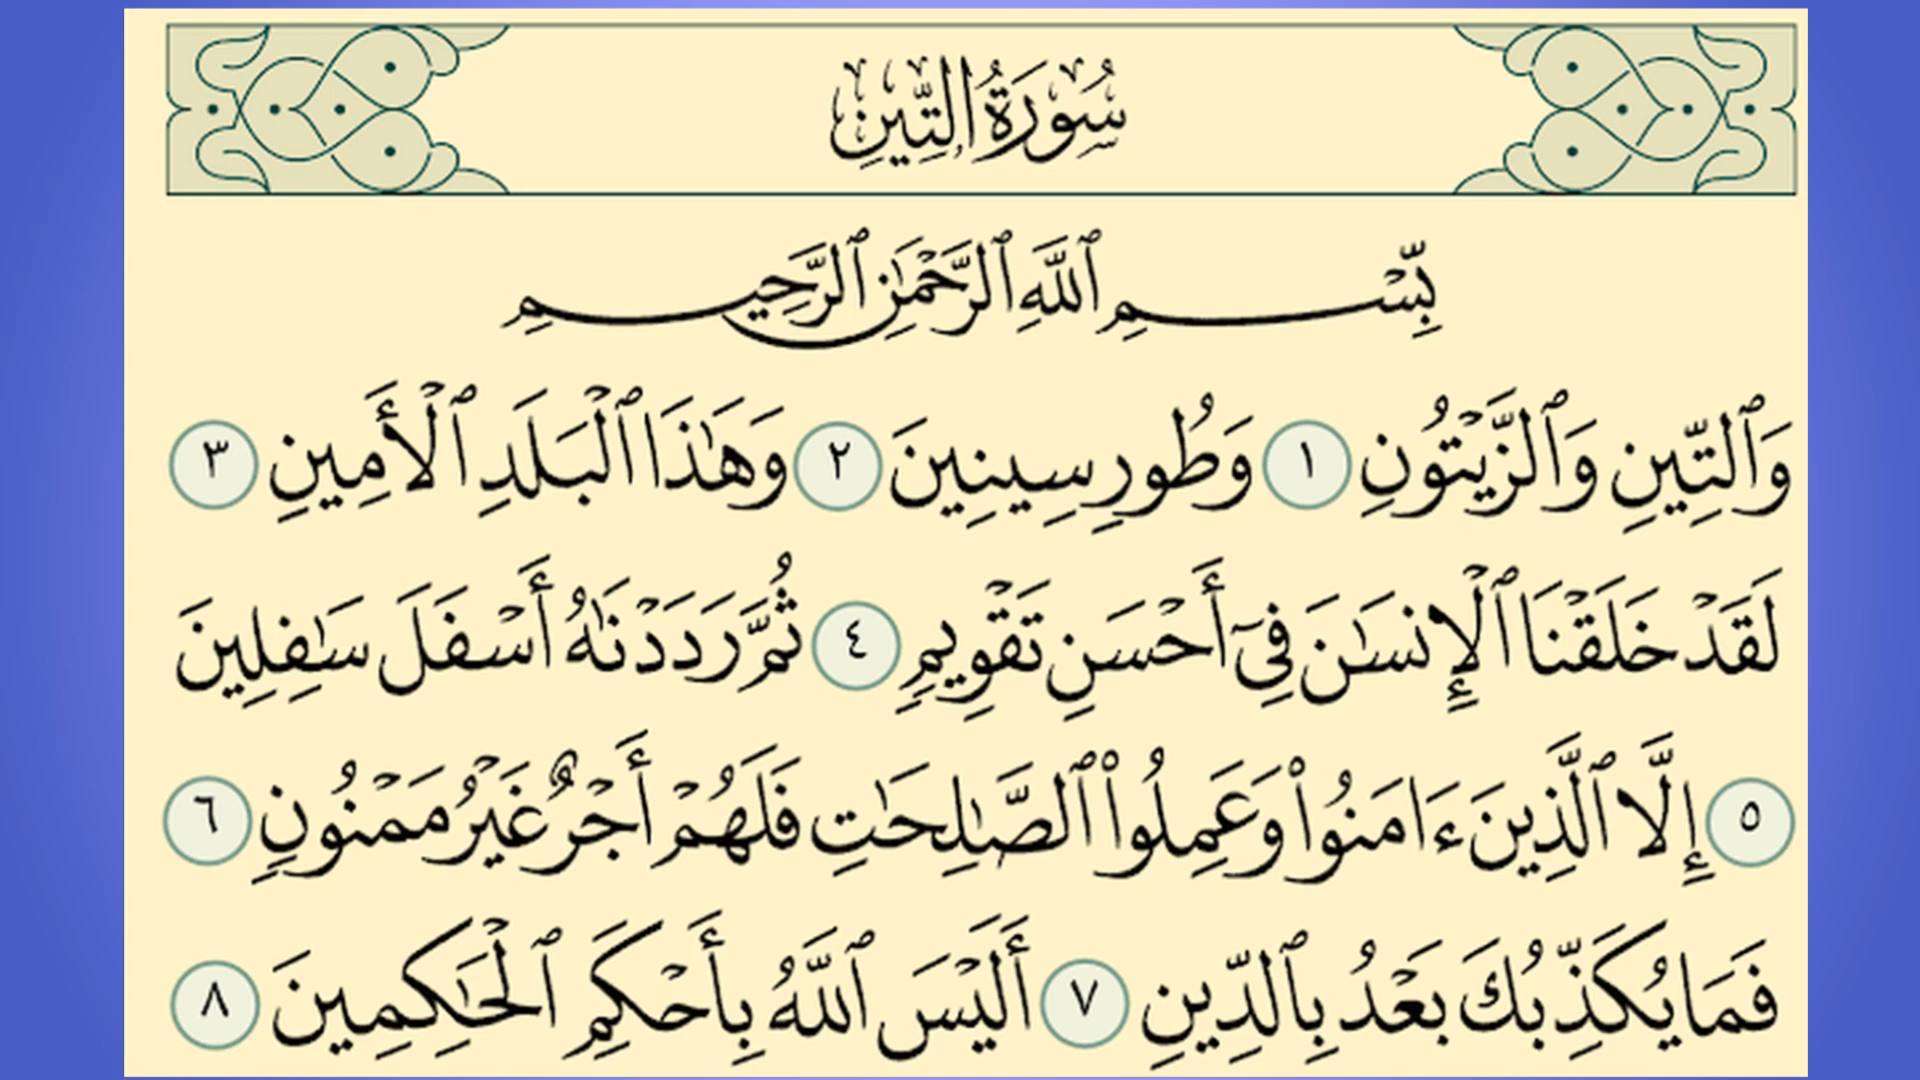 سُورَةُ التِّينِ
بِّسْمِ ٱللَّهِ ٱلرَّحْمَٰنِ ٱلرَّحِيمِ
وَٱلتِّينِ وَٱلزَّيْتُونِ ١ وَطُورِ سِينِينَ ٢ وَهَٰذَا ٱلْبَلَدِ ٱلْأَمِينِ ٣
لَقَدْ خَلَقْنَا ٱلْإِنسَٰنَ فِىٓ أَحْسَنِ تَقْوِيمٍ ٤ ثُمَّ رَدَدْنَٰهُ أَسْفَلَ سَٰفِلِينَ
٥ إِلَّا ٱلَّذِينَ ءَامَنُوا۟ وَعَمِلُوا۟ ٱلصَّٰلِحَٰتِ فَلَهُمْ أَجْرٌ غَيْرُ مَمْنُونٍ ٦
فَمَا يُكَذِّبُكَ بَعْدُ بِٱلدِّينِ ٧ أَلَيْسَ ٱللَّهُ بِأَحْكَمِ ٱلْحَٰكِمِينَ ٨